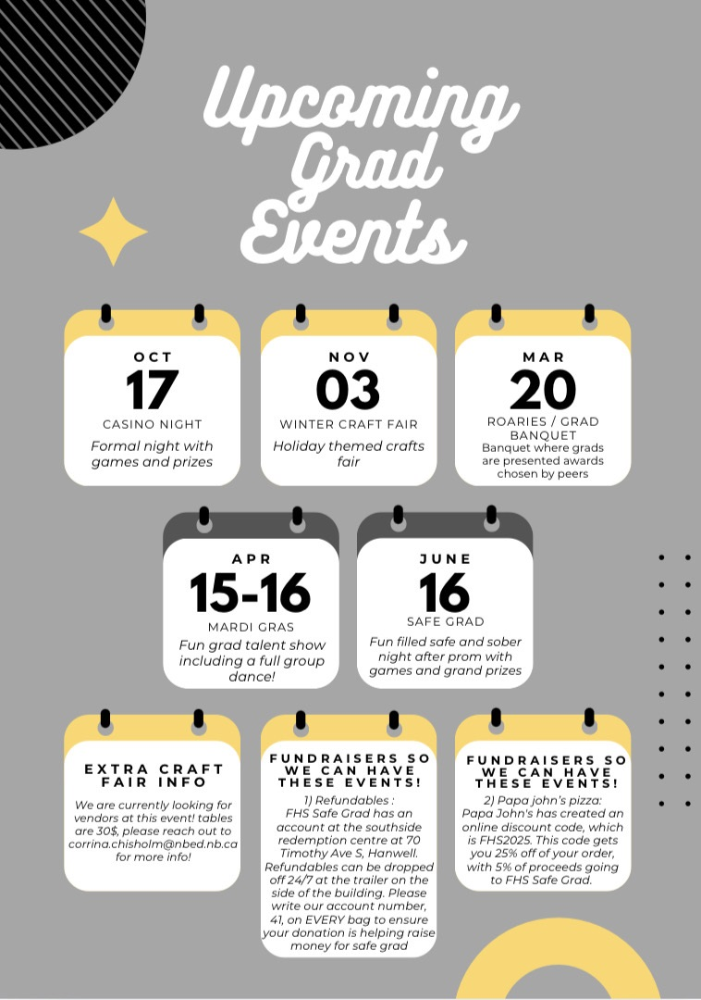 Upcoming
Grad
Events
OCT
17
CASINO NIGHT
Formal night with
games and prizes
NOV
03
WINTER CRAFT FAIR
Holiday themed crafts
fair
MAR
20
ROARIES / GRAD
BANQUET
Banquet where grads
are presented awards
chosen by peers
APR
15-16
MARDI GRAS
Fun grad talent show
including a full group
dance!
JUNE
16
SAFE GRAD
Fun filled safe and sober
night after prom with
games and grand prizes
EXTRA CRAFT
FAIR INFO
We are currently looking for
vendors at this event! tables
are 30$, please reach out to
corrina.chisholm@nbed.nb.ca
for more info!
FUNDRAISERS SO
WE CAN HAVE
THESE EVENTS!
1) Refundables :
FHS Safe Grad has an
account at the southside
redemption centre at 70
Timothy Ave S, Hanwell.
Refundables can be dropped
off 24/7 at the trailer on the
side of the building. Please
write our account number,
41, on EVERY bag to ensure
your donation is helping raise
money for safe grad
FUNDRAISERS SO
WE CAN HAVE
THESE EVENTS!
2) Papa john's pizza:
Papa John's has created an
online discount code, which
is FHS2025. This code gets
you 25% off of your order,
with 5% of proceeds going
to FHS Safe Grad.